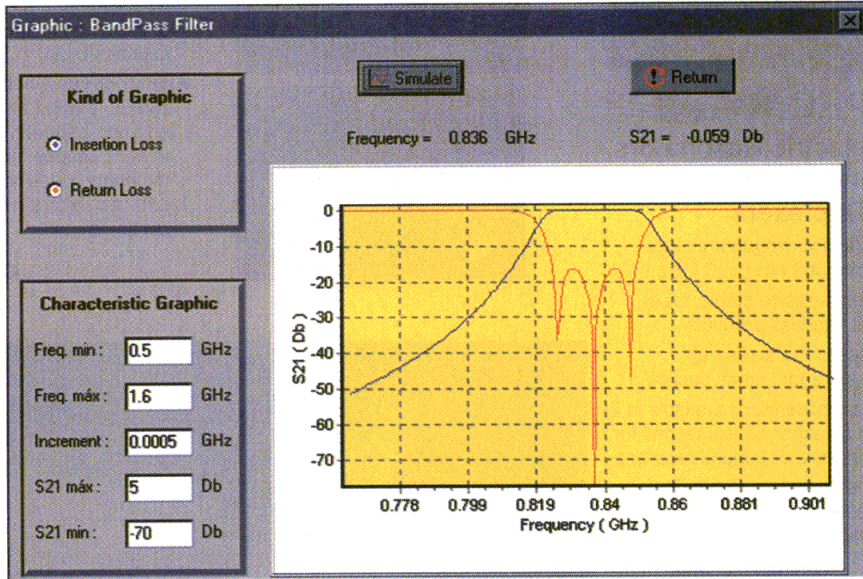 Graphic : BandPass Filter
Kind of Graphic
Insertion Loss
Return Loss
Simulate
Return
Frequency = 0.836 GHz
S21 = -0.059 Db
Characteristic Graphic
Freq. min : 0.5 GHz
Freq. máx : 1.6 GHz
Increment : 0.0005 GHz
S21 máx : 5 Db
S21 min : -70 Db
S21 ( Db )
0
-10
-20
-30
-40
-50
-60
-70
0.778 0.799 0.819 0.84 0.86 0.88 0.901
Frequency ( GHz )